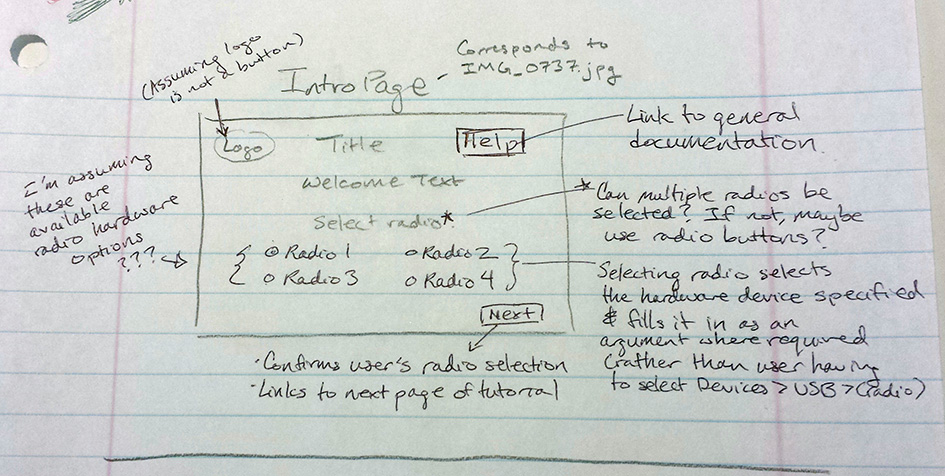 (Assuming logo
is not a button)
Intro Page -
Corresponds to
IMG_0737.jpg
Logo
Title
Help
Link to general
documentation.
Welcome Text
Select radio*:
* Can multiple radios be
selected? If not, maybe
use radio buttons?
I'm assuming
these are
available
radio hardware
options
???
Radio 1
Radio 2
Radio 3
Radio 4
Selecting radio selects
the hardware device specified
& fills it in as an
agument where required
(rather than user having
to select Devices > USB > (radio)
Next
· Confirms user's radio selection
· Links to next page of tutorial